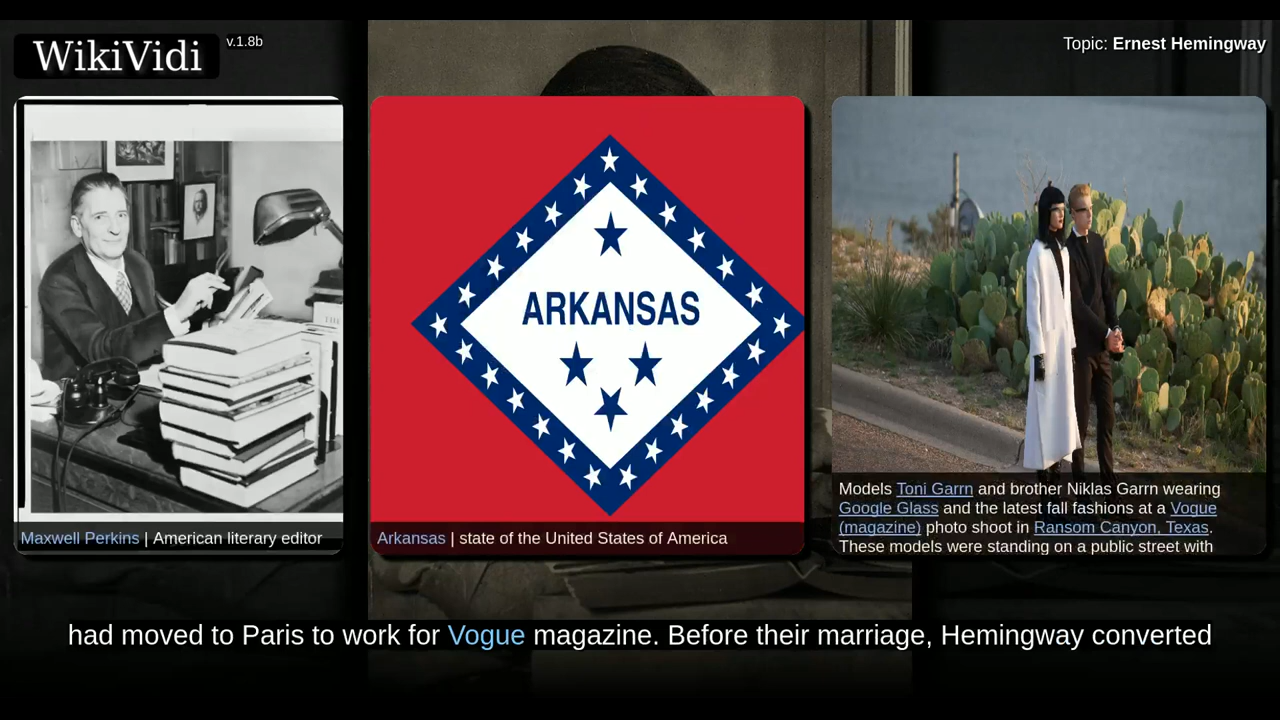 WikiVidi v.1.8b
Topic: Ernest Hemingway
ARKANSAS
Maxwell Perkins | American literary editor
Arkansas | state of the United States of America
Models Toni Garrn and brother Niklas Garrn wearing
Google Glass and the latest fall fashions at a Vogue
(magazine) photo shoot in Ransom Canyon, Texas.
These models were standing on a public street with
had moved to Paris to work for Vogue magazine. Before their marriage, Hemingway converted